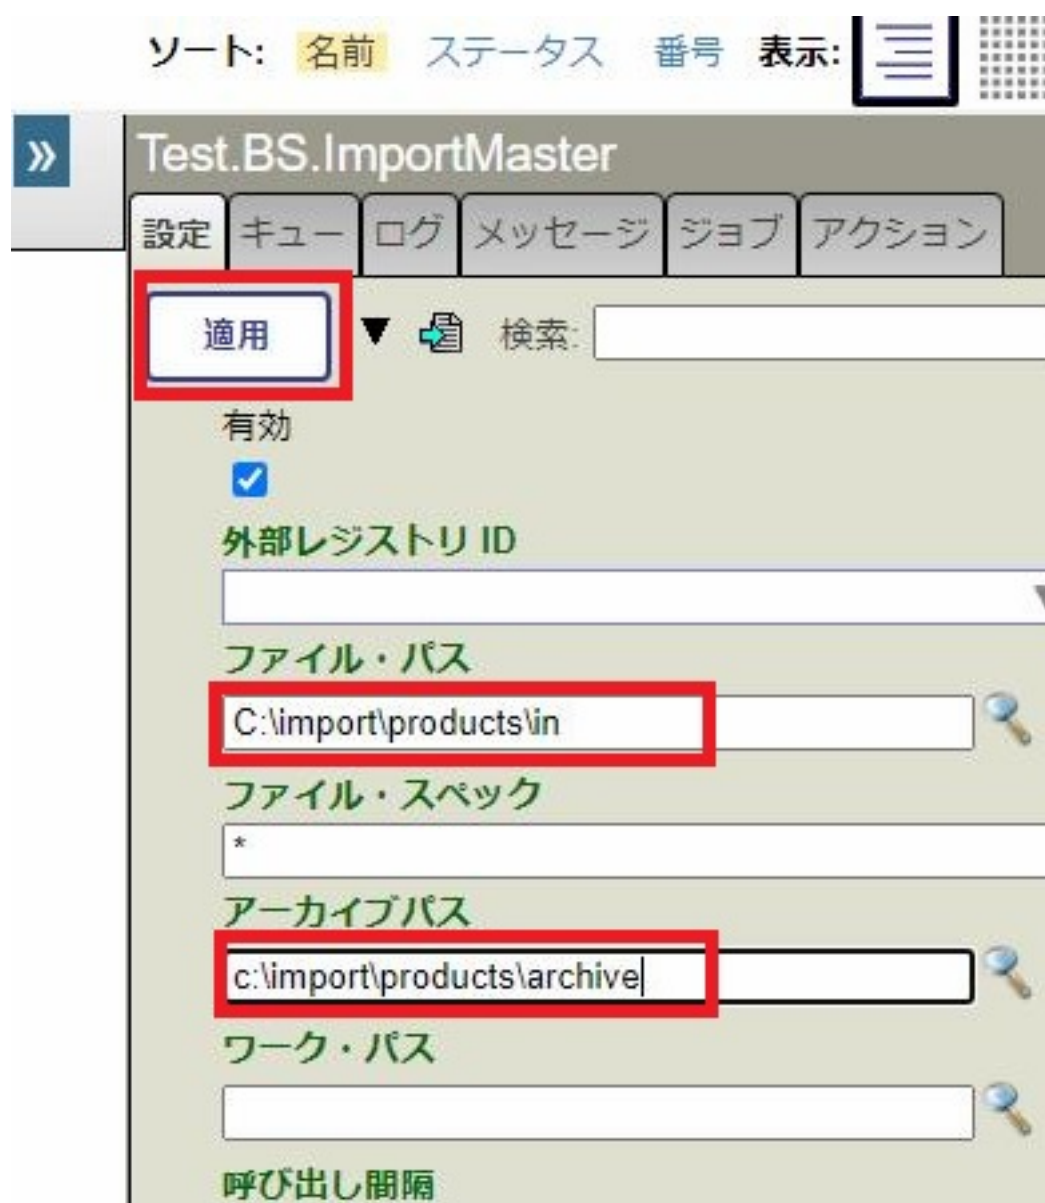 ソート: 名前 ステータス 番号 表示:
»
Test.BS.ImportMaster
設定 キュー ログ メッセージ ジョブ アクション
適用 ▼ 検索:
有効
外部レジストリ ID
ファイル・パス
C:\import\products\in
ファイル・スペック
*
アーカイブパス
c:\import\products\archive
ワーク・パス
呼び出し間隔